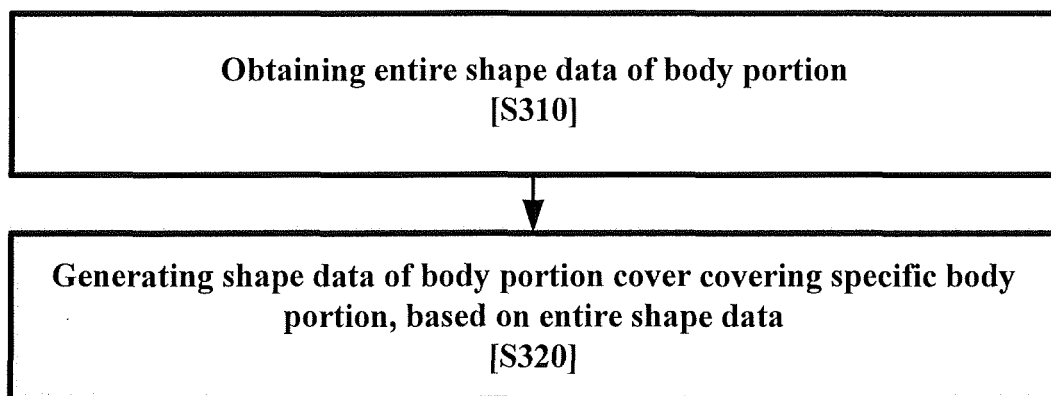 Obtaining entire shape data of body portion
[S310]
Generating shape data of body portion cover covering specific body
portion, based on entire shape data
[S320]